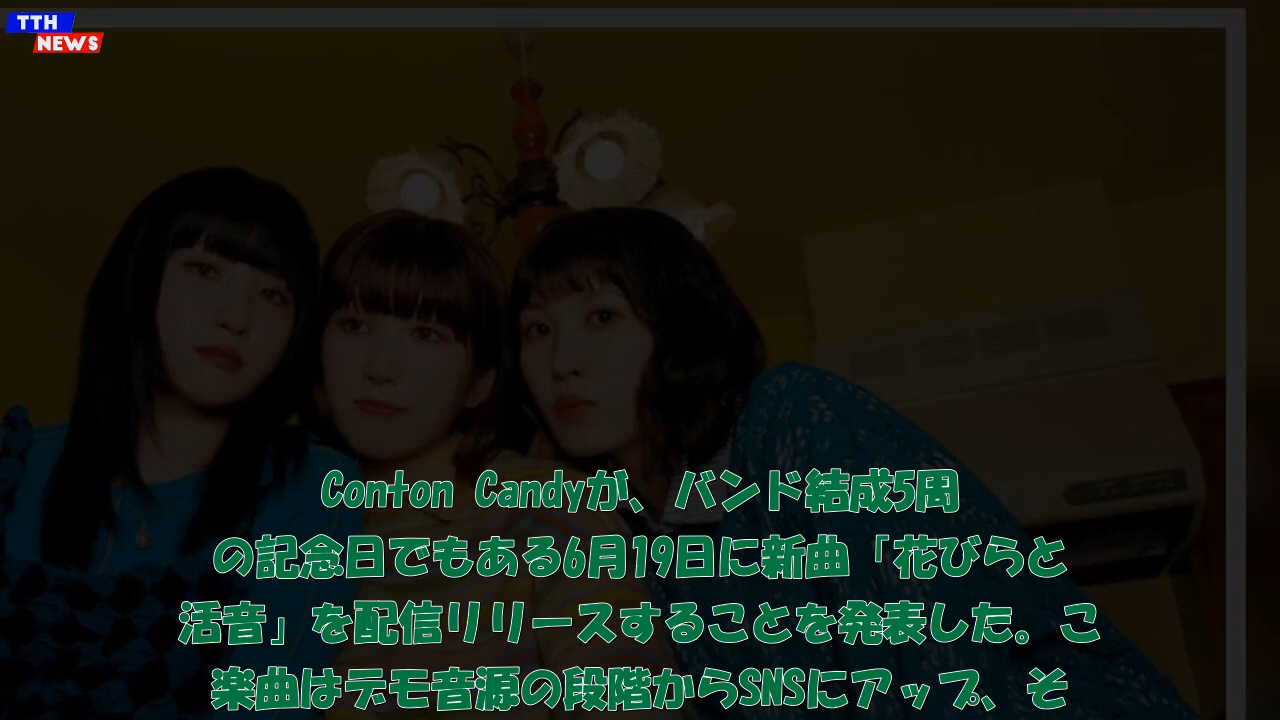 TTH
NEWS
Conton Candyが、バンド結成5周
の記念日でもある6月19日に新曲「花びらと
活音」を配信リリースすることを発表した。こ
楽曲はデモ音源の段階からSNSにアップ、そ